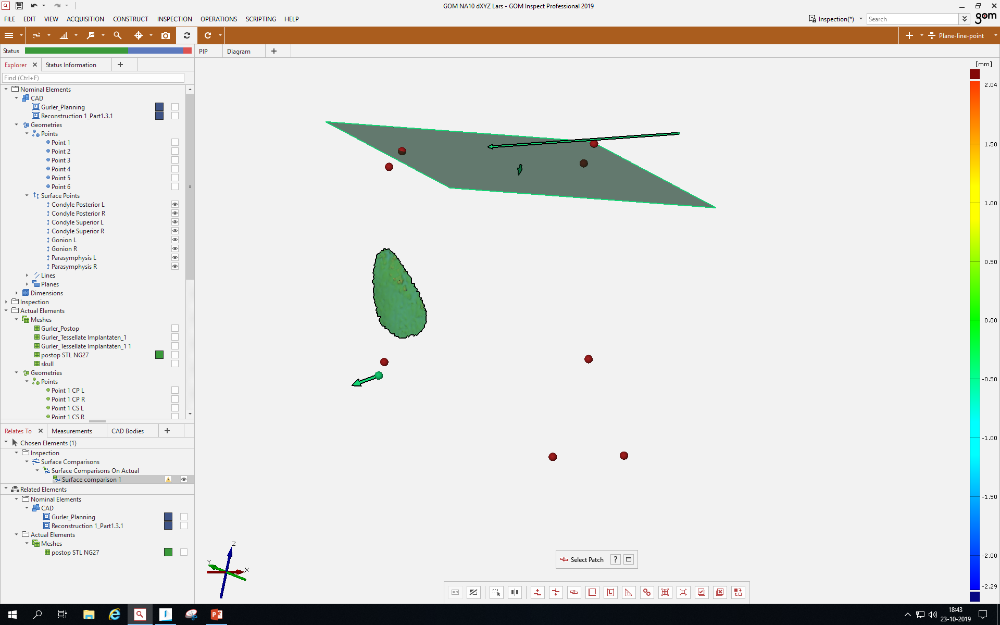 GOM NA10 dXYZ Lars - GOM Inspect Professional 2019
FILE EDIT VIEW ACQUISITION CONSTRUCT INSPECTION OPERATIONS SCRIPTING HELP
Inspection(*) Search gom
Plane-line-point
Status PIP Diagram
Explorer Status Information
Find (Ctrl+F)
Nominal Elements
CAD
Gurler_Planning
Reconstruction 1_Part1.3.1
Geometries
Points
Point 1
Point 2
Point 3
Point 4
Point 5
Point 6
Surface Points
Condyle Posterior L
Condyle Posterior R
Condyle Superior L
Condyle Superior R
Gonion L
Gonion R
Parasymphysis L
Parasymphysis R
Lines
Planes
Dimensions
Inspection
Actual Elements
Meshes
Gurler_Postop
Gurler_Tessellate Implantaten_1
Gurler_Tessellate Implantaten_1 1
postop STL NG27
skull
Geometries
Points
Point 1 CP L
Point 1 CP R
Point 1 CS L
Point 1 CS R
Relates To Measurements CAD Bodies
Chosen Elements (1)
Inspection
Surface Comparisons
Surface Comparisons On Actual
Surface comparison 1
Related Elements
Nominal Elements
CAD
Gurler_Planning
Reconstruction 1_Part1.3.1
Actual Elements
Meshes
postop STL NG27
Z
Y
X
Select Patch ?
[mm]
2.04
1.50
1.00
0.50
0.00
-0.50
-1.00
-1.50
-2.00
-2.29
18:43
23-10-2019